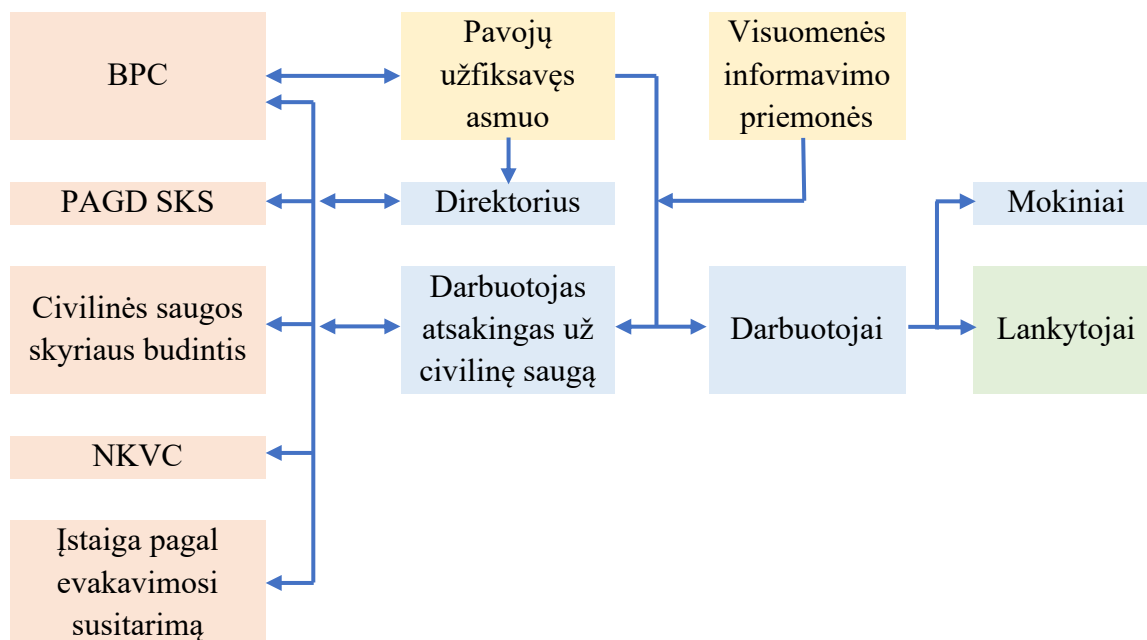 BPC
Pavojų
užfiksavęs
asmuo
Visuomenės
informavimo
priemonės
PAGD SKS
Direktorius
Mokiniai
Civilinės saugos
skyriaus budintis
Darbuotojas
atsakingas už
civilinę saugą
Darbuotojai
Lankytojai
NKVC
Įstaiga pagal
evakavimosi
susitarimą